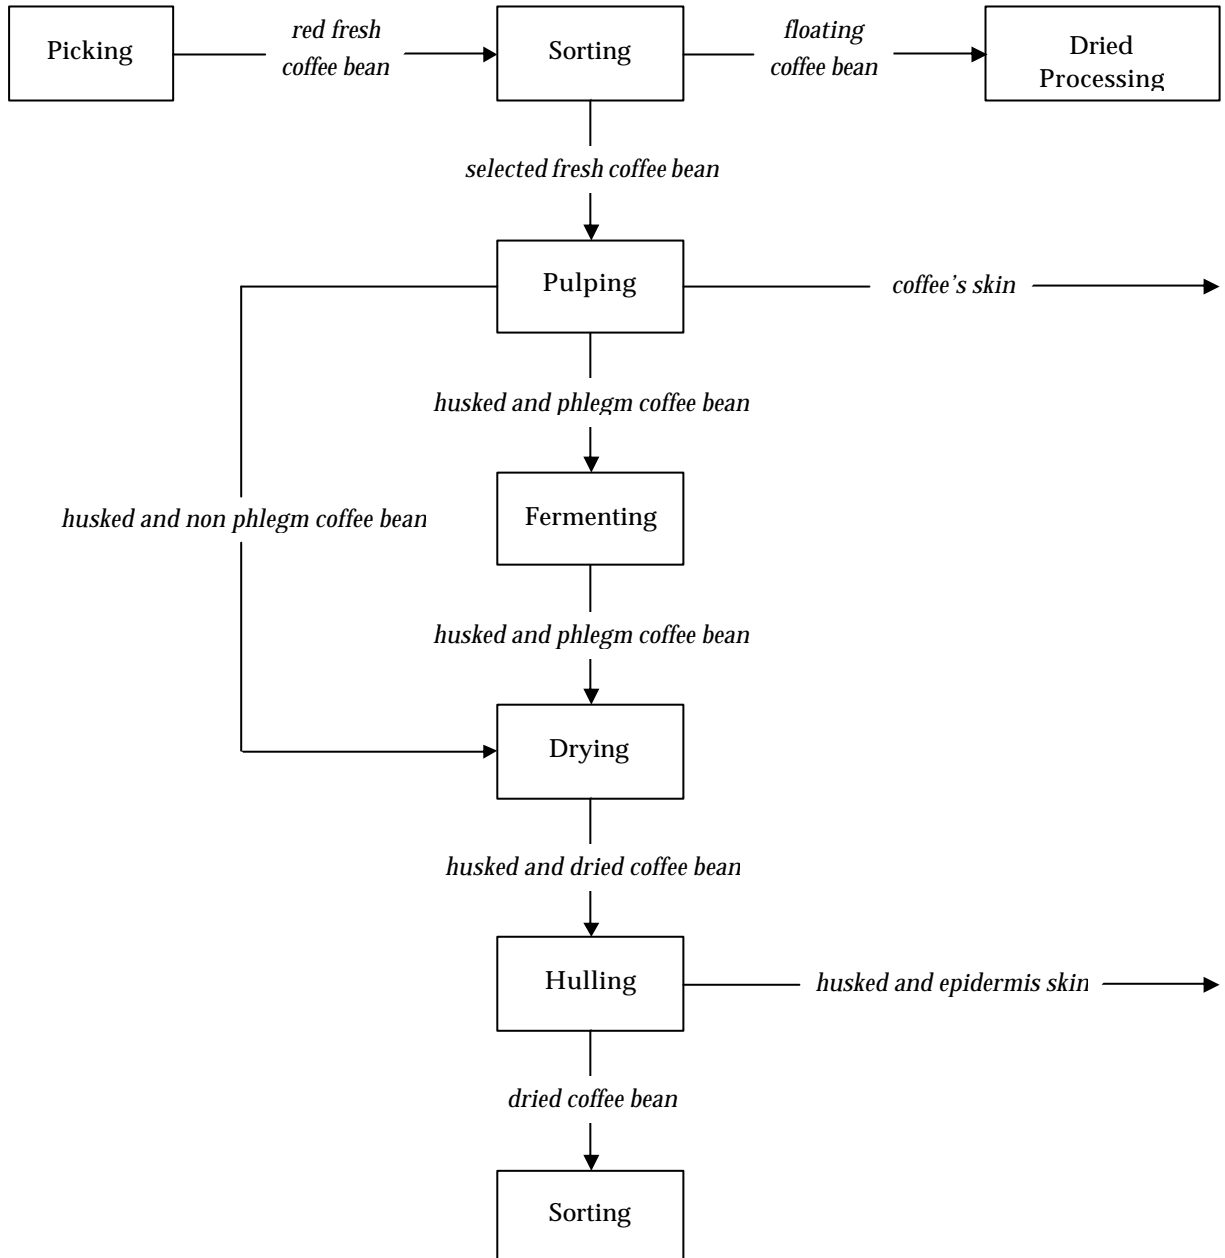 Picking
red fresh
coffee bean
Sorting
floating
coffee bean
Dried
Processing
selected fresh coffee bean
Pulping
coffee's skin
husked and phlegm coffee bean
husked and non phlegm coffee bean
Fermenting
husked and phlegm coffee bean
Drying
husked and dried coffee bean
Hulling
husked and epidermis skin
dried coffee bean
Sorting